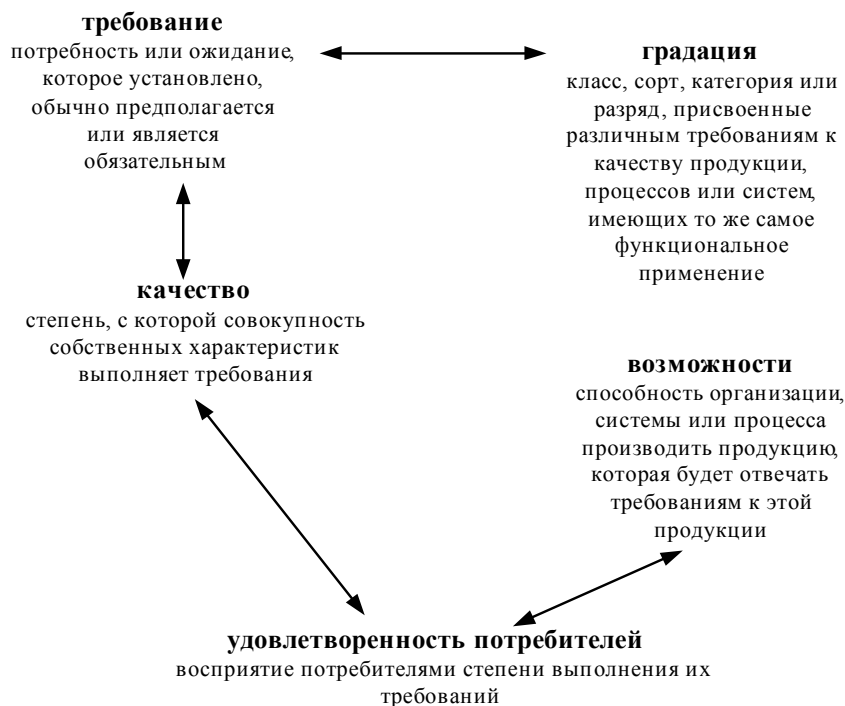 требование
потребность или ожидание,
которое установлено,
обычно предполагается
или является
обязательным
градация
класс, сорт, категория или
разряд, присвоенные
различным требованиям к
качеству продукции,
процессов или систем,
имеющих то же самое
функциональное
применение
качество
степень, с которой совокупность
собственных характеристик
выполняет требования
возможности
способность организации,
системы или процесса
производить продукцию,
которая будет отвечать
требованиям к этой
продукции
удовлетворенность потребителей
восприятие потребителями степени выполнения их
требований